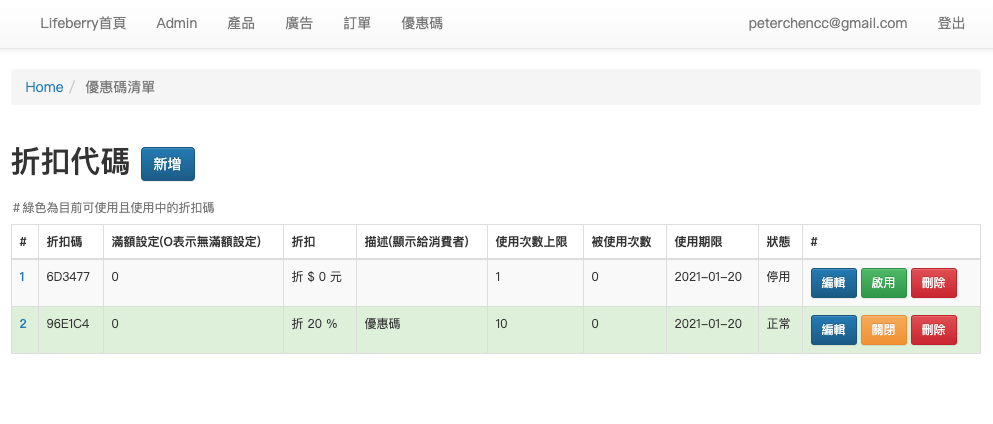 Lifeberry首頁 Admin 產品 廣告 訂單 優惠碼 peterchencc@gmail.com 登出
Home / 優惠碼清單
折扣代碼 新增
# 綠色為目前可使用且使用中的折扣碼
# 折扣碼 滿額設定(0表示無滿額設定) 折扣 描述(顯示給消費者) 使用次數上限 被使用次數 使用期限 狀態 #
1 6D3477 0 折 $ 0 元 1 0 2021-01-20 停用 編輯 啟用 刪除
2 96E1C4 0 折 20 % 優惠碼 10 0 2021-01-20 正常 編輯 關閉 刪除